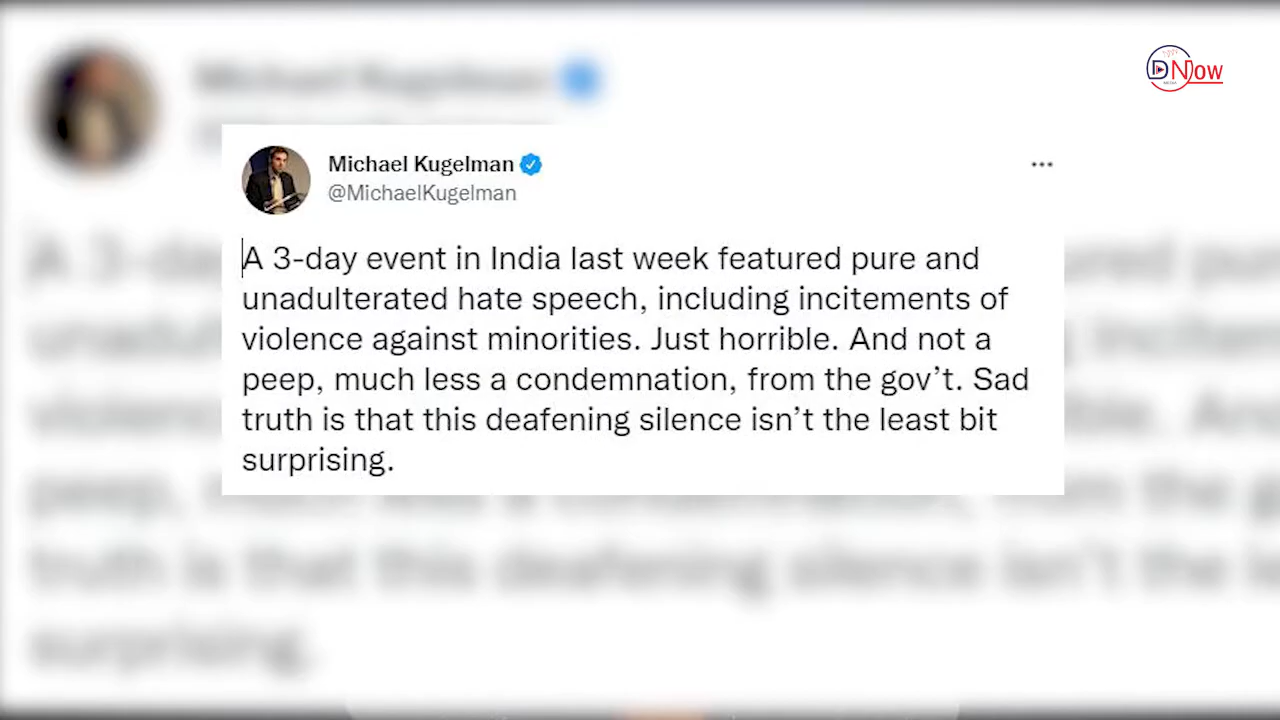 DNow
Michael Kugelman
@MichaelKugelman
A 3-day event in India last week featured pure and
unadulterated hate speech, including incitements of
violence against minorities. Just horrible. And not a
peep, much less a condemnation, from the gov’t. Sad
truth is that this deafening silence isn’t the least bit
surprising.